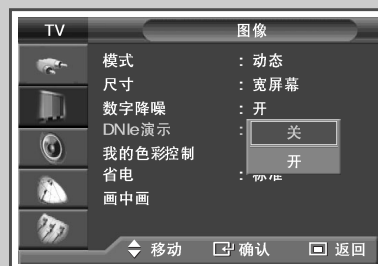 TV 图像
模式 : 动态
尺寸 : 宽屏幕
数字降噪 : 开
DNIe演示 : 关
开
我的色彩控制
省电 : 标准
画中画
移动 确认 返回